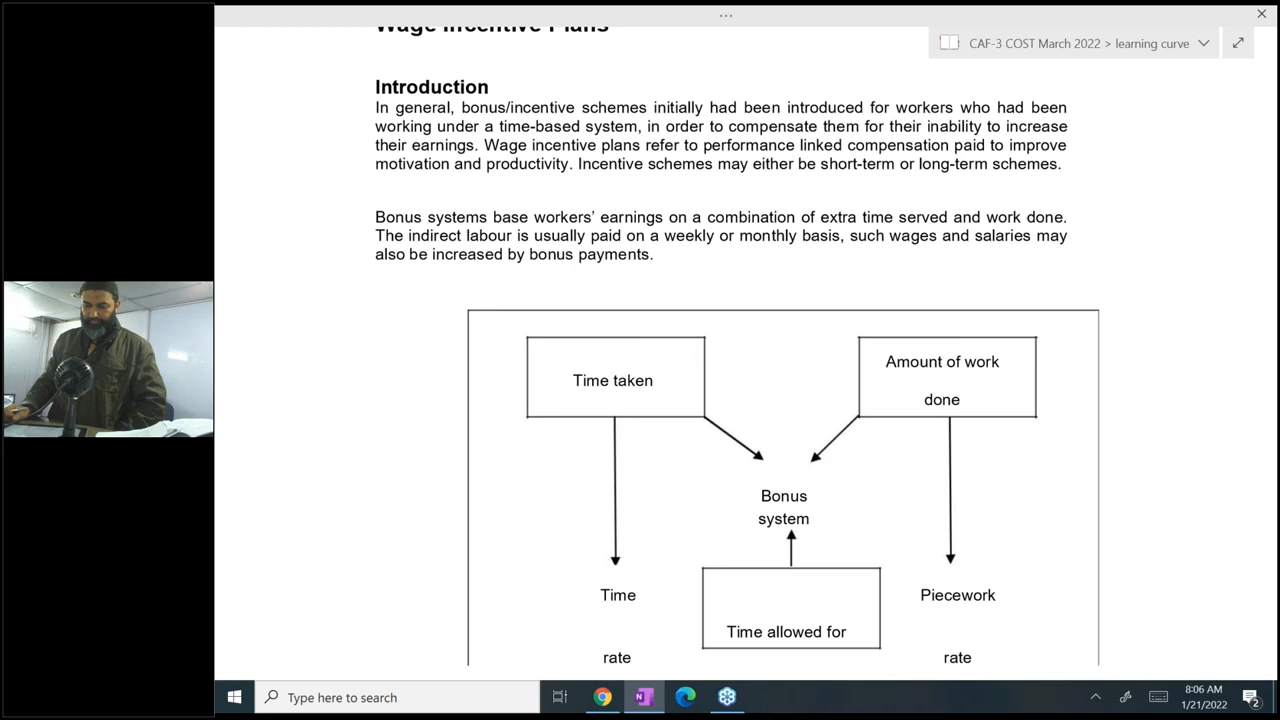 ...
CAF-3 COST March 2022 > learning curve
Wage Incentive Plans
Introduction
In general, bonus/incentive schemes initially had been introduced for workers who had been
working under a time-based system, in order to compensate them for their inability to increase
their earnings. Wage incentive plans refer to performance linked compensation paid to improve
motivation and productivity. Incentive schemes may either be short-term or long-term schemes.
Bonus systems base workers’ earnings on a combination of extra time served and work done.
The indirect labour is usually paid on a weekly or monthly basis, such wages and salaries may
also be increased by bonus payments.
Time taken
Amount of work
done
Bonus
system
Time
rate
Time allowed for
Piecework
rate
Type here to search
8:06 AM
1/21/2022
2